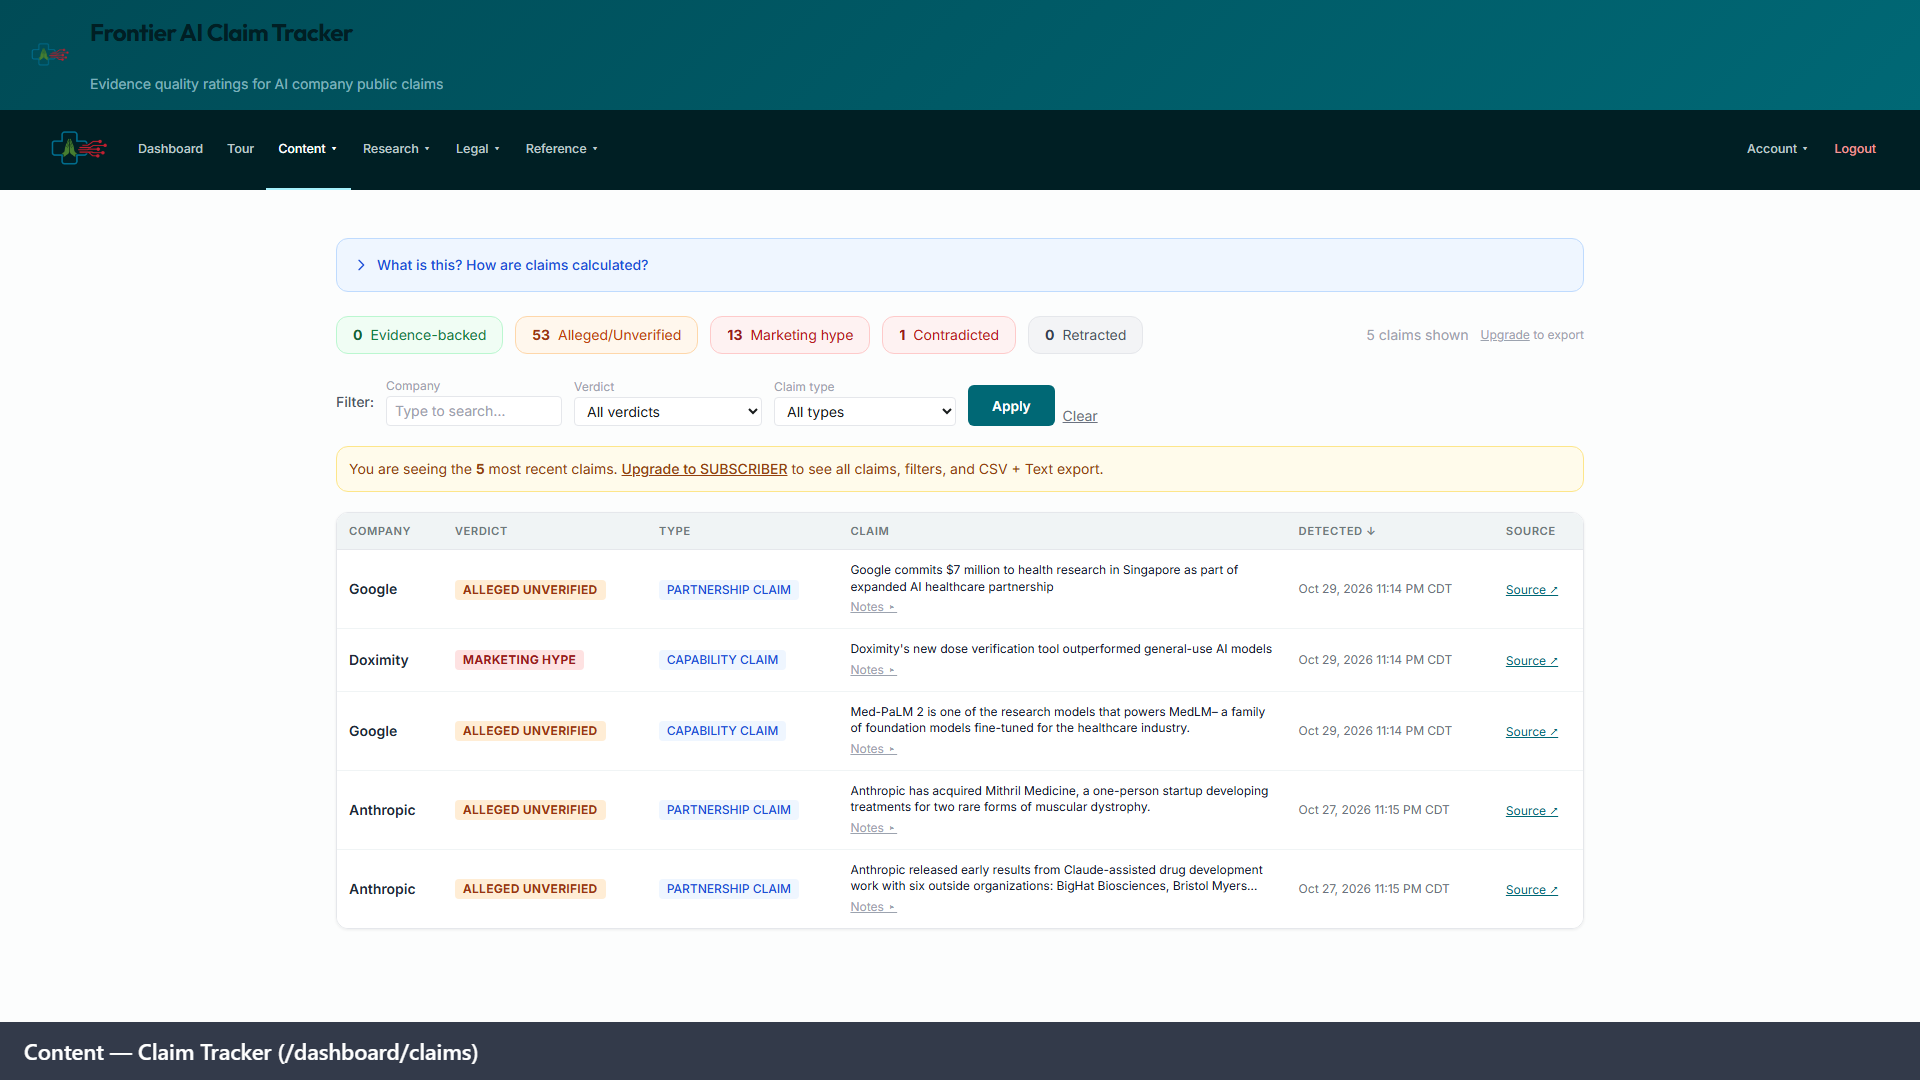 Frontier AI Claim Tracker
Evidence quality ratings for AI company public claims
Dashboard Tour Content ▾ Research ▾ Legal ▾ Reference ▾ Account ▾ Logout
What is this? How are claims calculated?
0 Evidence-backed 53 Alleged/Unverified 13 Marketing hype 1 Contradicted 0 Retracted 5 claims shown Upgrade to export
Company Verdict Claim type
Filter: Type to search... All verdicts All types Apply Clear
You are seeing the 5 most recent claims. Upgrade to SUBSCRIBER to see all claims, filters, and CSV + Text export.
COMPANY VERDICT TYPE CLAIM DETECTED ↓ SOURCE
Google ALLEGED UNVERIFIED PARTNERSHIP CLAIM Google commits $7 million to health research in Singapore as part of
expanded AI healthcare partnership
Notes ▸
Oct 29, 2026 11:14 PM CDT Source ↗
Doximity MARKETING HYPE CAPABILITY CLAIM Doximity's new dose verification tool outperformed general-use AI models
Notes ▸
Oct 29, 2026 11:14 PM CDT Source ↗
Google ALLEGED UNVERIFIED CAPABILITY CLAIM Med-PaLM 2 is one of the research models that powers MedLM– a family
of foundation models fine-tuned for the healthcare industry.
Notes ▸
Oct 29, 2026 11:14 PM CDT Source ↗
Anthropic ALLEGED UNVERIFIED PARTNERSHIP CLAIM Anthropic has acquired Mithril Medicine, a one-person startup developing
treatments for two rare forms of muscular dystrophy.
Notes ▸
Oct 27, 2026 11:15 PM CDT Source ↗
Anthropic ALLEGED UNVERIFIED PARTNERSHIP CLAIM Anthropic released early results from Claude-assisted drug development
work with six outside organizations: BigHat Biosciences, Bristol Myers...
Notes ▸
Oct 27, 2026 11:15 PM CDT Source ↗
Content — Claim Tracker (/dashboard/claims)